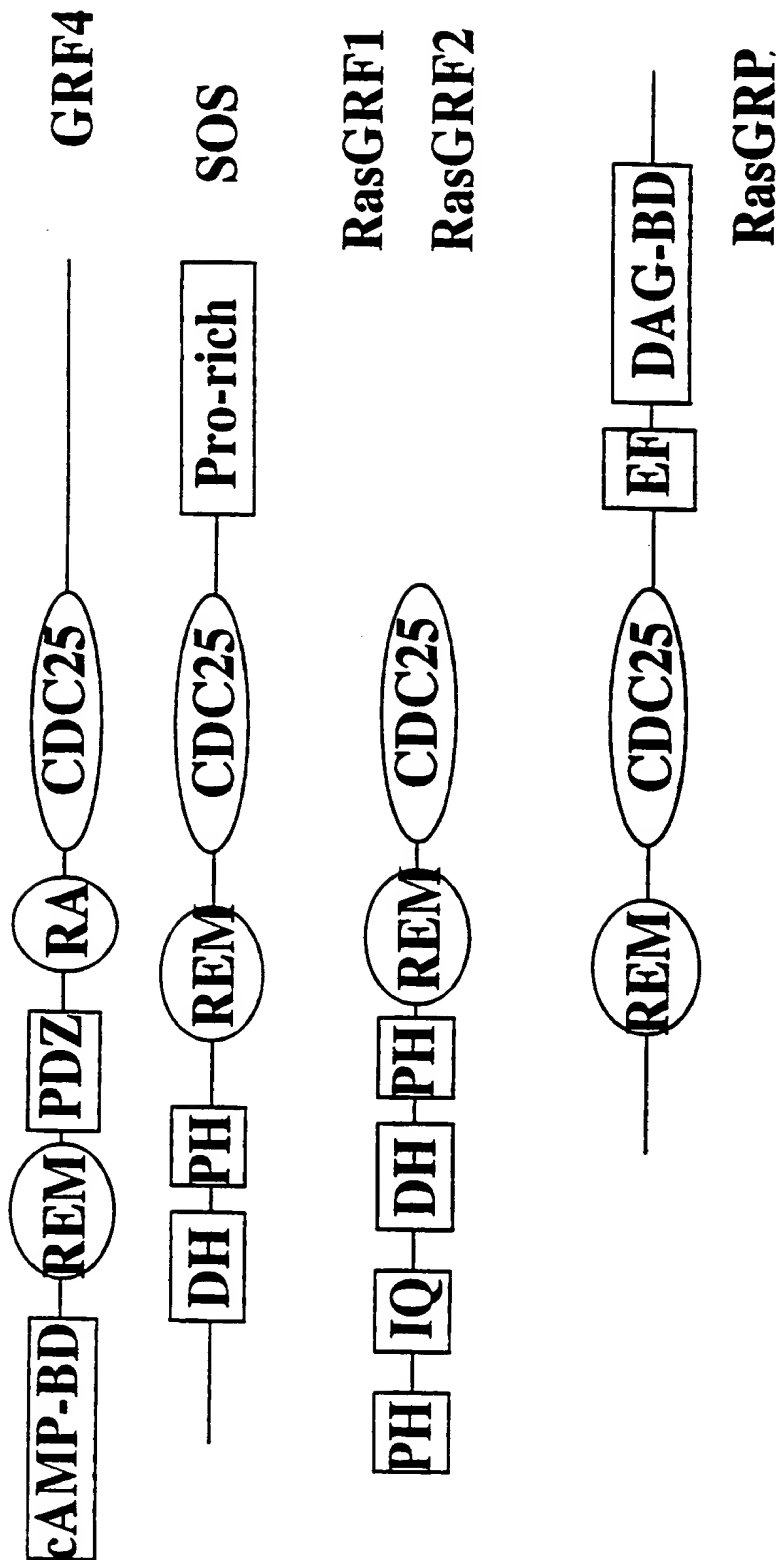 cAMP-BD REM PDZ RA CDC25 GRF4
DH PH REM CDC25 Pro-rich SOS
PH IQ DH PH REM CDC25 RasGRF1
RasGRF2
REM CDC25 EF DAG-BD
RasGRP